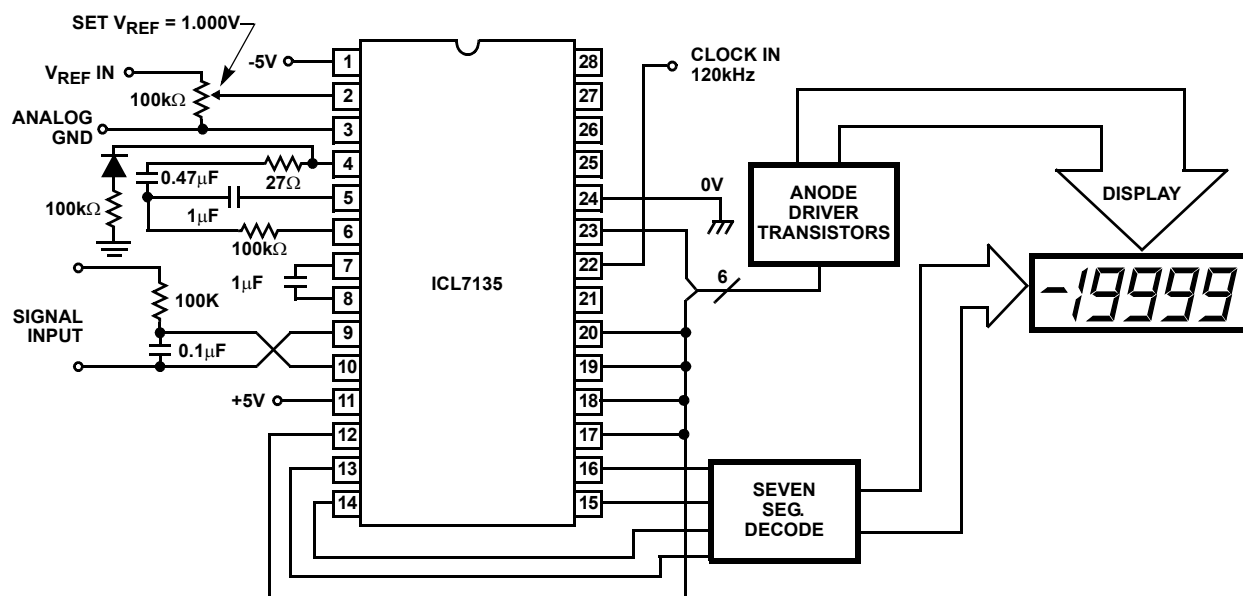 SET VREF = 1.000V
VREF IN
100kΩ
ANALOG
GND
-5V
0.47μF
27Ω
100kΩ
1μF
100kΩ
1μF
SIGNAL
INPUT
100K
0.1μF
+5V
1
2
3
4
5
6
7
8
9
10
11
12
13
14
ICL7135
28
27
26
25
24
23
22
21
20
19
18
17
16
15
CLOCK IN
120kHz
0V
6
ANODE
DRIVER
TRANSISTORS
DISPLAY
-19999
SEVEN
SEG.
DECODE